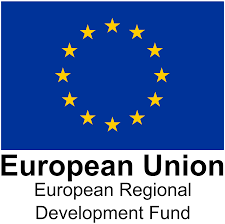 European Union
European Regional
Development Fund